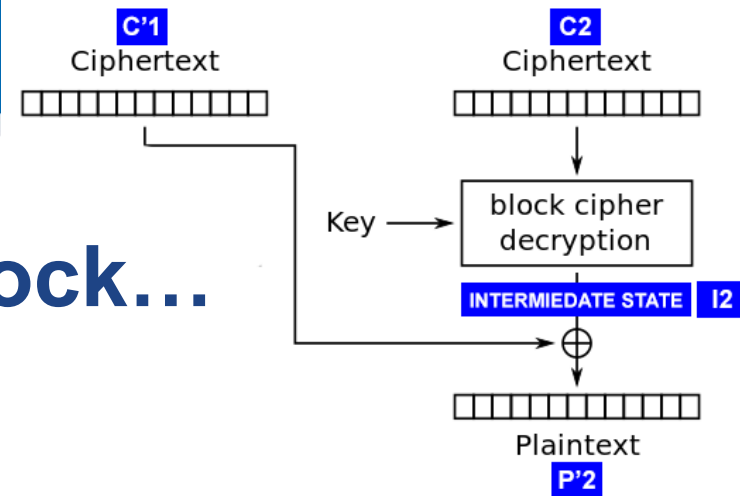 C'1
Ciphertext
C2
Ciphertext
Key
block cipher
decryption
ock...
INTERMIEDATE STATE
I2
Plaintext
P'2